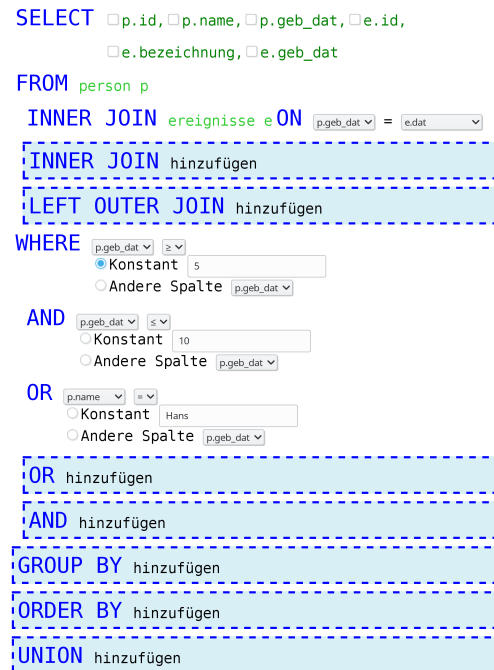 SELECT p.id, p.name, p.geb_dat, e.id,
e.bezeichnung, e.geb_dat
FROM person p
INNER JOIN ereignisse e ON p.geb_dat = e.dat
INNER JOIN hinzufügen
LEFT OUTER JOIN hinzufügen
WHERE p.geb_dat ≥
Konstant 5
Andere Spalte p.geb_dat
AND p.geb_dat ≤
Konstant 10
Andere Spalte p.geb_dat
OR p.name =
Konstant Hans
Andere Spalte p.geb_dat
OR hinzufügen
AND hinzufügen
GROUP BY hinzufügen
ORDER BY hinzufügen
UNION hinzufügen